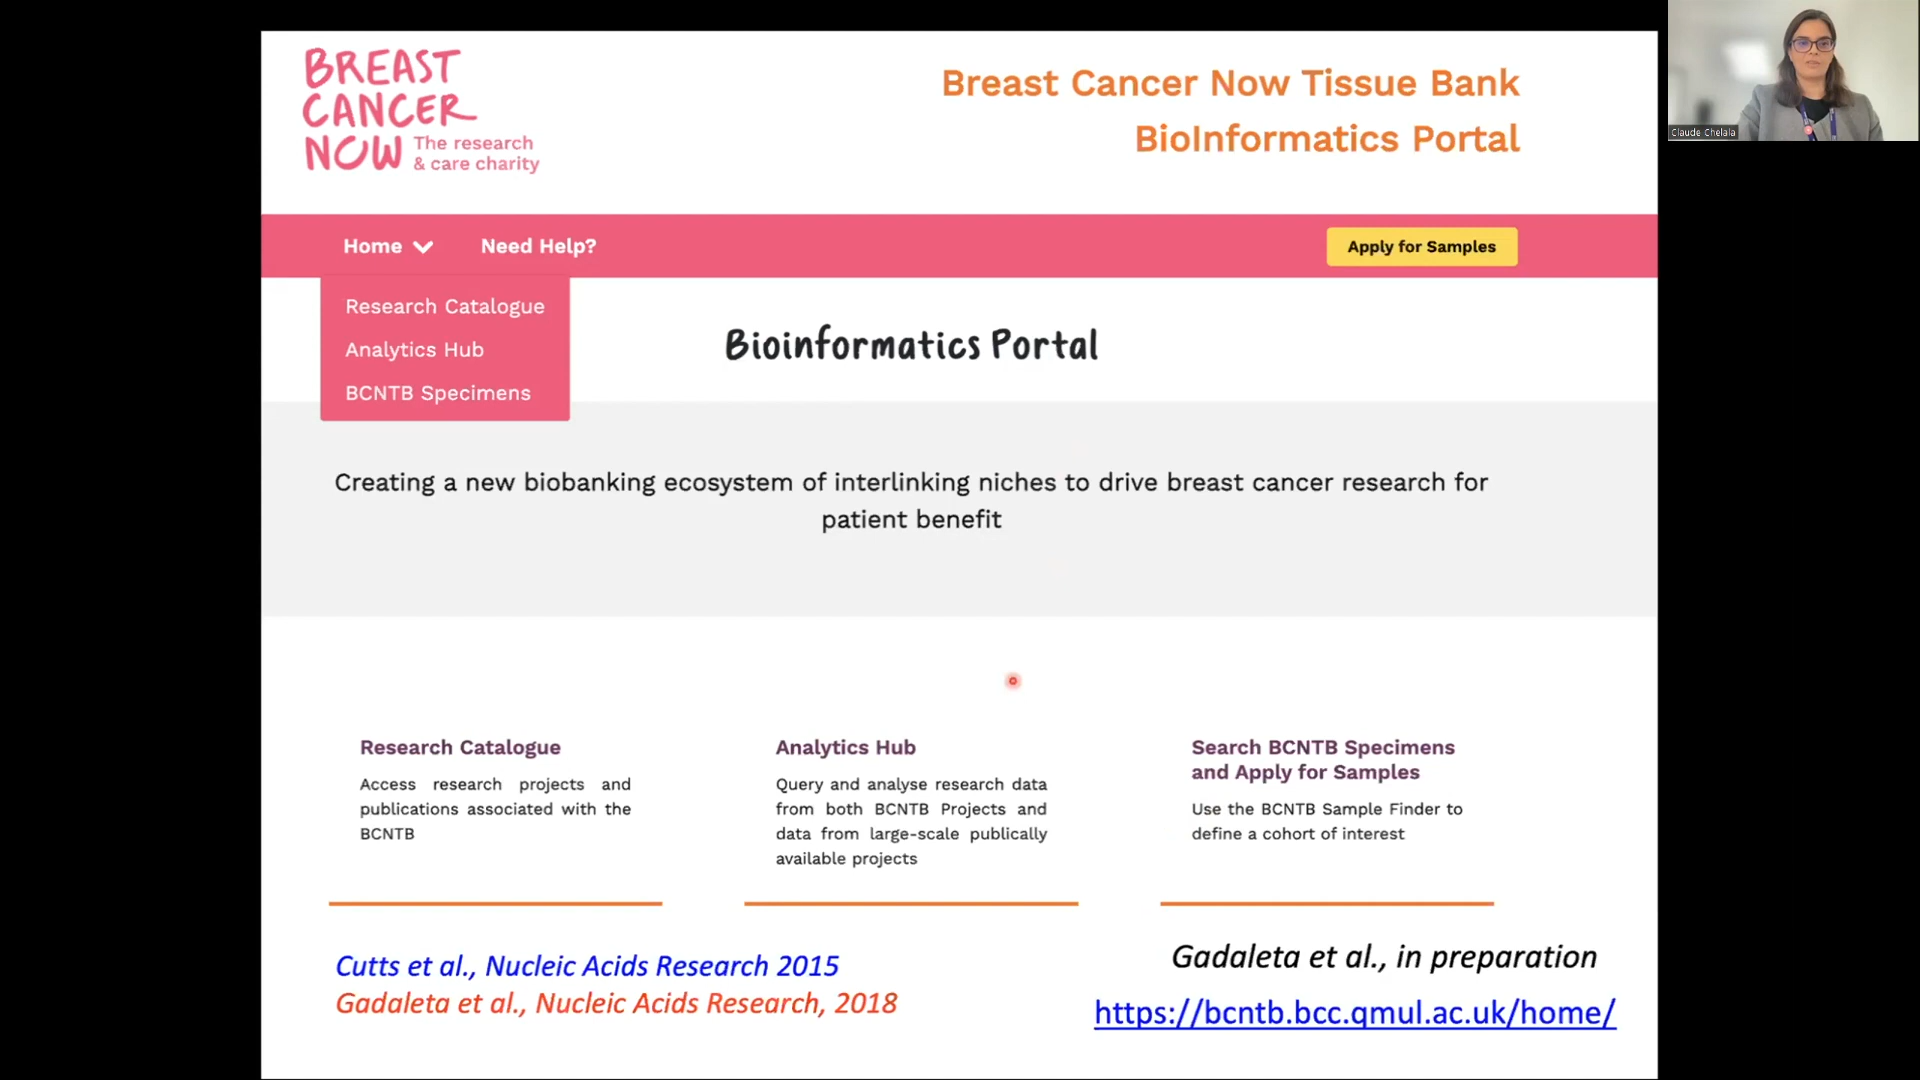 BREAST
CANCER
NOW The research
& care charity
Breast Cancer Now Tissue Bank
BioInformatics Portal
Claude Chelala
Home
Need Help?
Apply for Samples
Research Catalogue
Analytics Hub
BCNTB Specimens
Bioinformatics Portal
Creating a new biobanking ecosystem of interlinking niches to drive breast cancer research for
patient benefit
Research Catalogue
Access research projects and
publications associated with the
BCNTB
Analytics Hub
Query and analyse research data
from both BCNTB Projects and
data from large-scale publically
available projects
Search BCNTB Specimens
and Apply for Samples
Use the BCNTB Sample Finder to
define a cohort of interest
Cutts et al., Nucleic Acids Research 2015
Gadaleta et al., Nucleic Acids Research, 2018
Gadaleta et al., in preparation
https://bcntb.bcc.qmul.ac.uk/home/